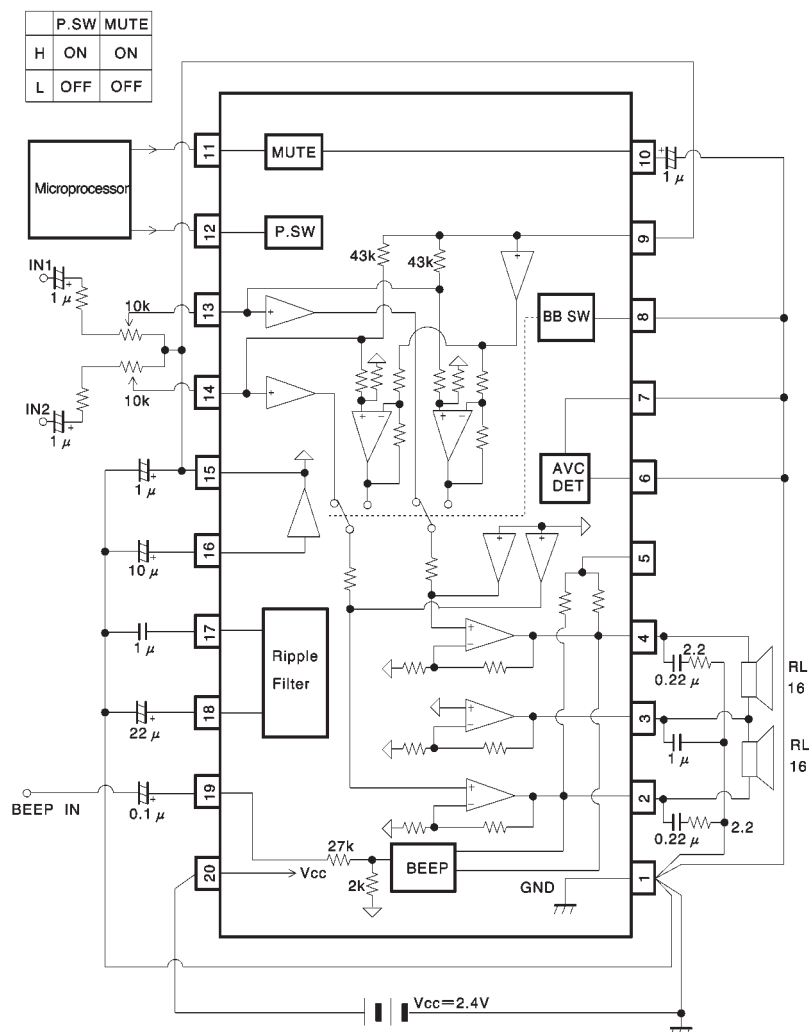 P.SW MUTE
H ON ON
L OFF OFF
Microprocessor
11
MUTE
10
+
1 μ
12
P.SW
9
43k
43k
IN1
+
1 μ
10k
13
+
BB SW
8
14
10k
+
IN2
+
1 μ
7
+ −
+ −
AVC
DET
6
15
+
1 μ
16
+
10 μ
+
+
5
17
1 μ
Ripple
Filter
+
−
4
2.2
0.22 μ
RL
16
18
+
22 μ
+
−
3
1 μ
RL
16
BEEP IN
+
0.1 μ
19
+
−
2
0.22 μ
2.2
27k
2k
BEEP
20
Vcc
GND
1
Vcc=2.4V